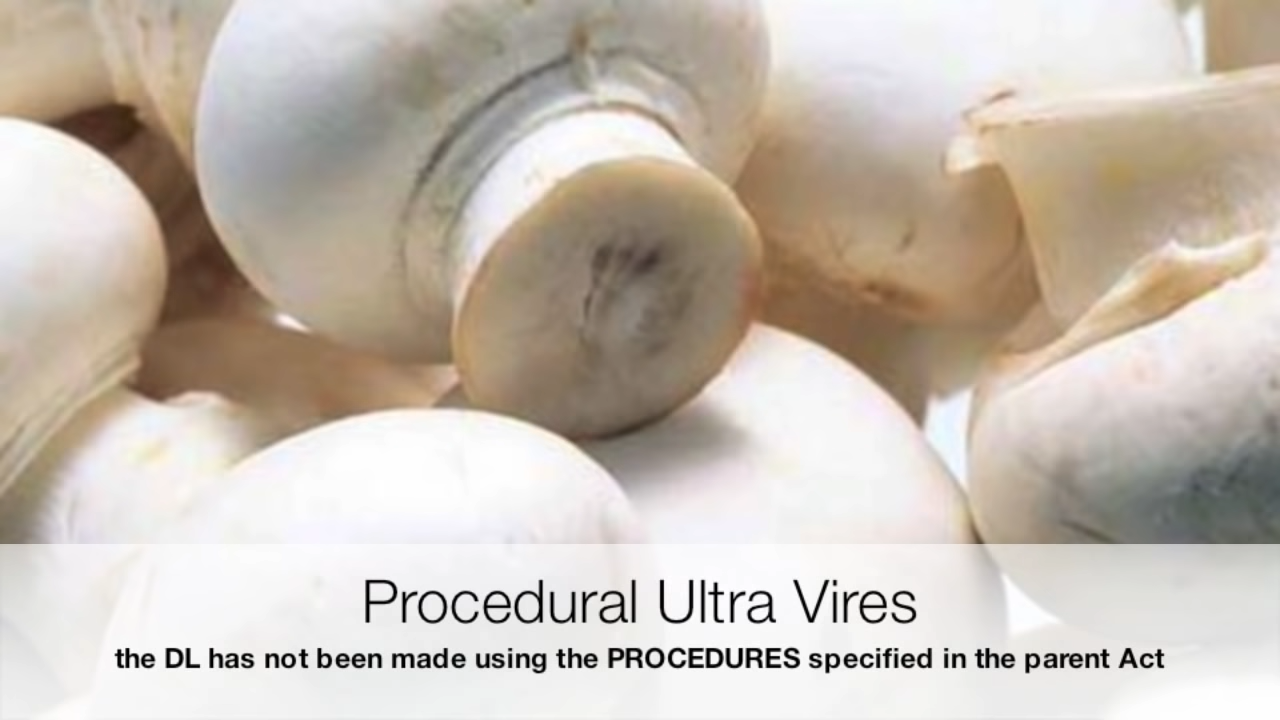 Procedural Ultra Vires
the DL has not been made using the PROCEDURES specified in the parent Act